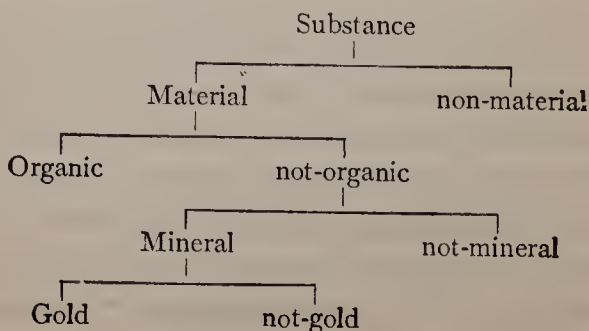 Substance
Material non-material
Organic not-organic
Mineral not-mineral
Gold not-gold